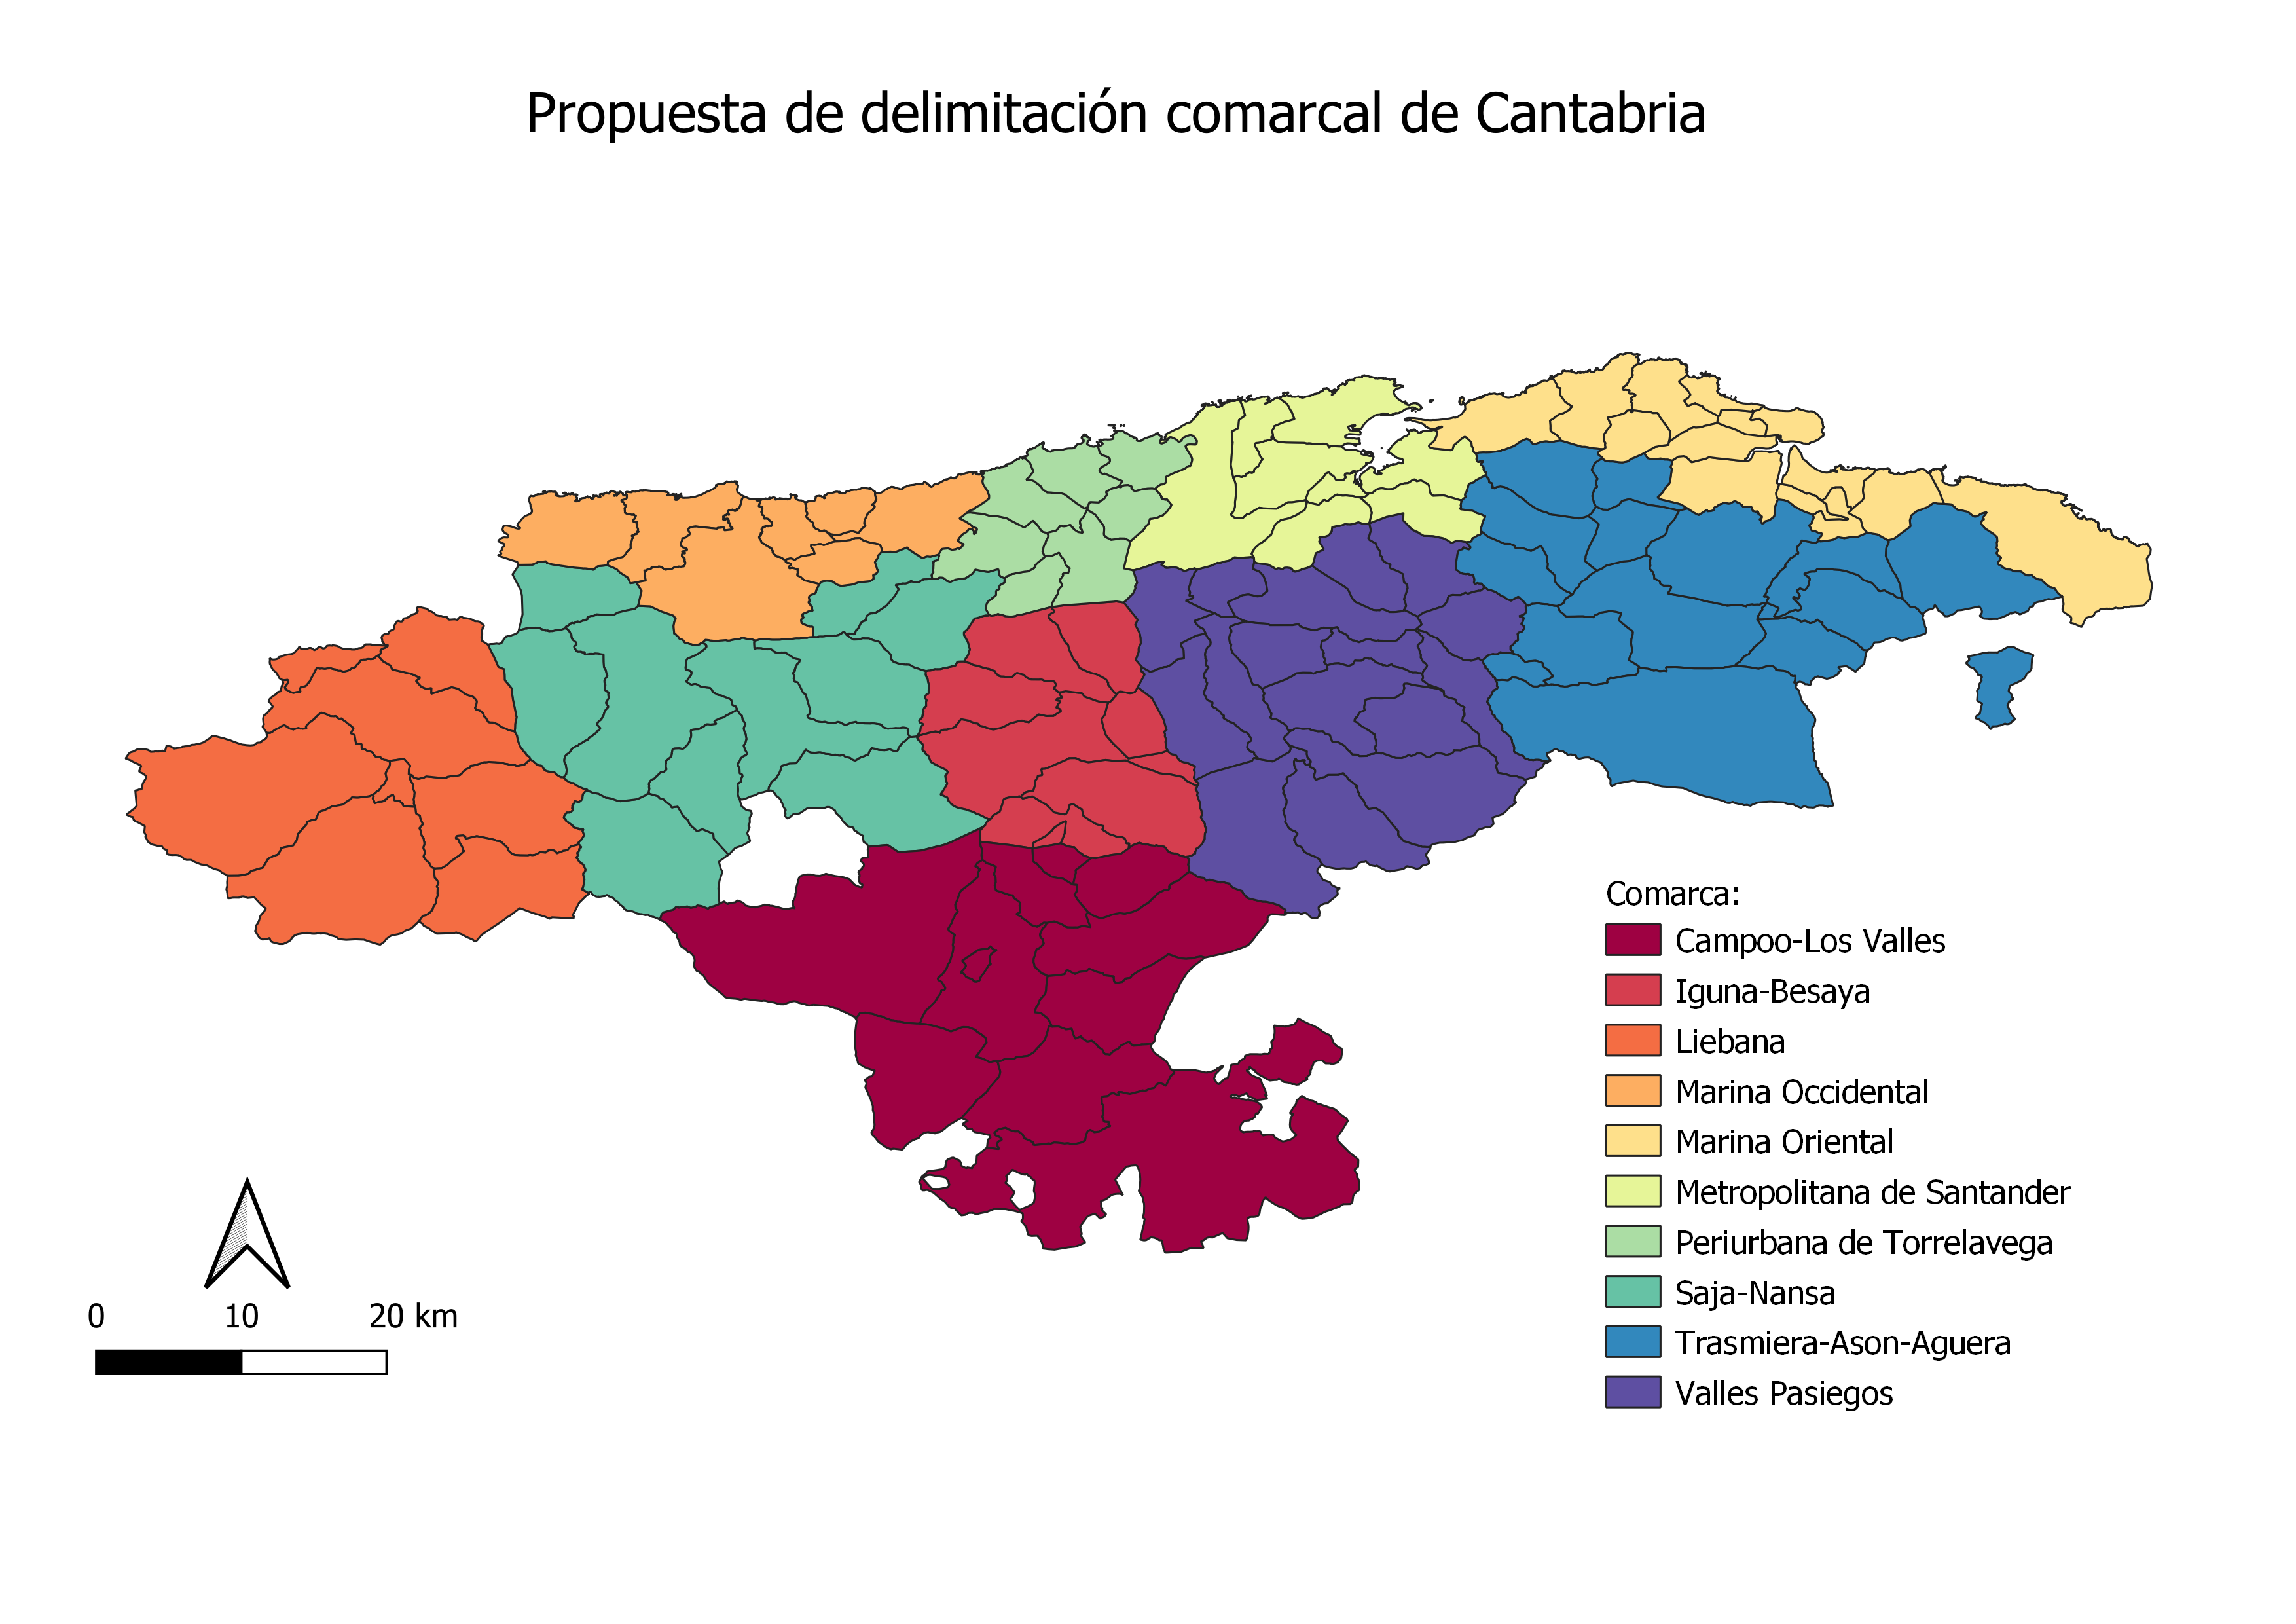 Propuesta de delimitación comarcal de Cantabria
Comarca:
Campoo-Los Valles
Iguna-Besaya
Liebana
Marina Occidental
Marina Oriental
Metropolitana de Santander
Periurbana de Torrelavega
Saja-Nansa
Trasmiera-Ason-Aguera
Valles Pasiegos
0 10 20 km